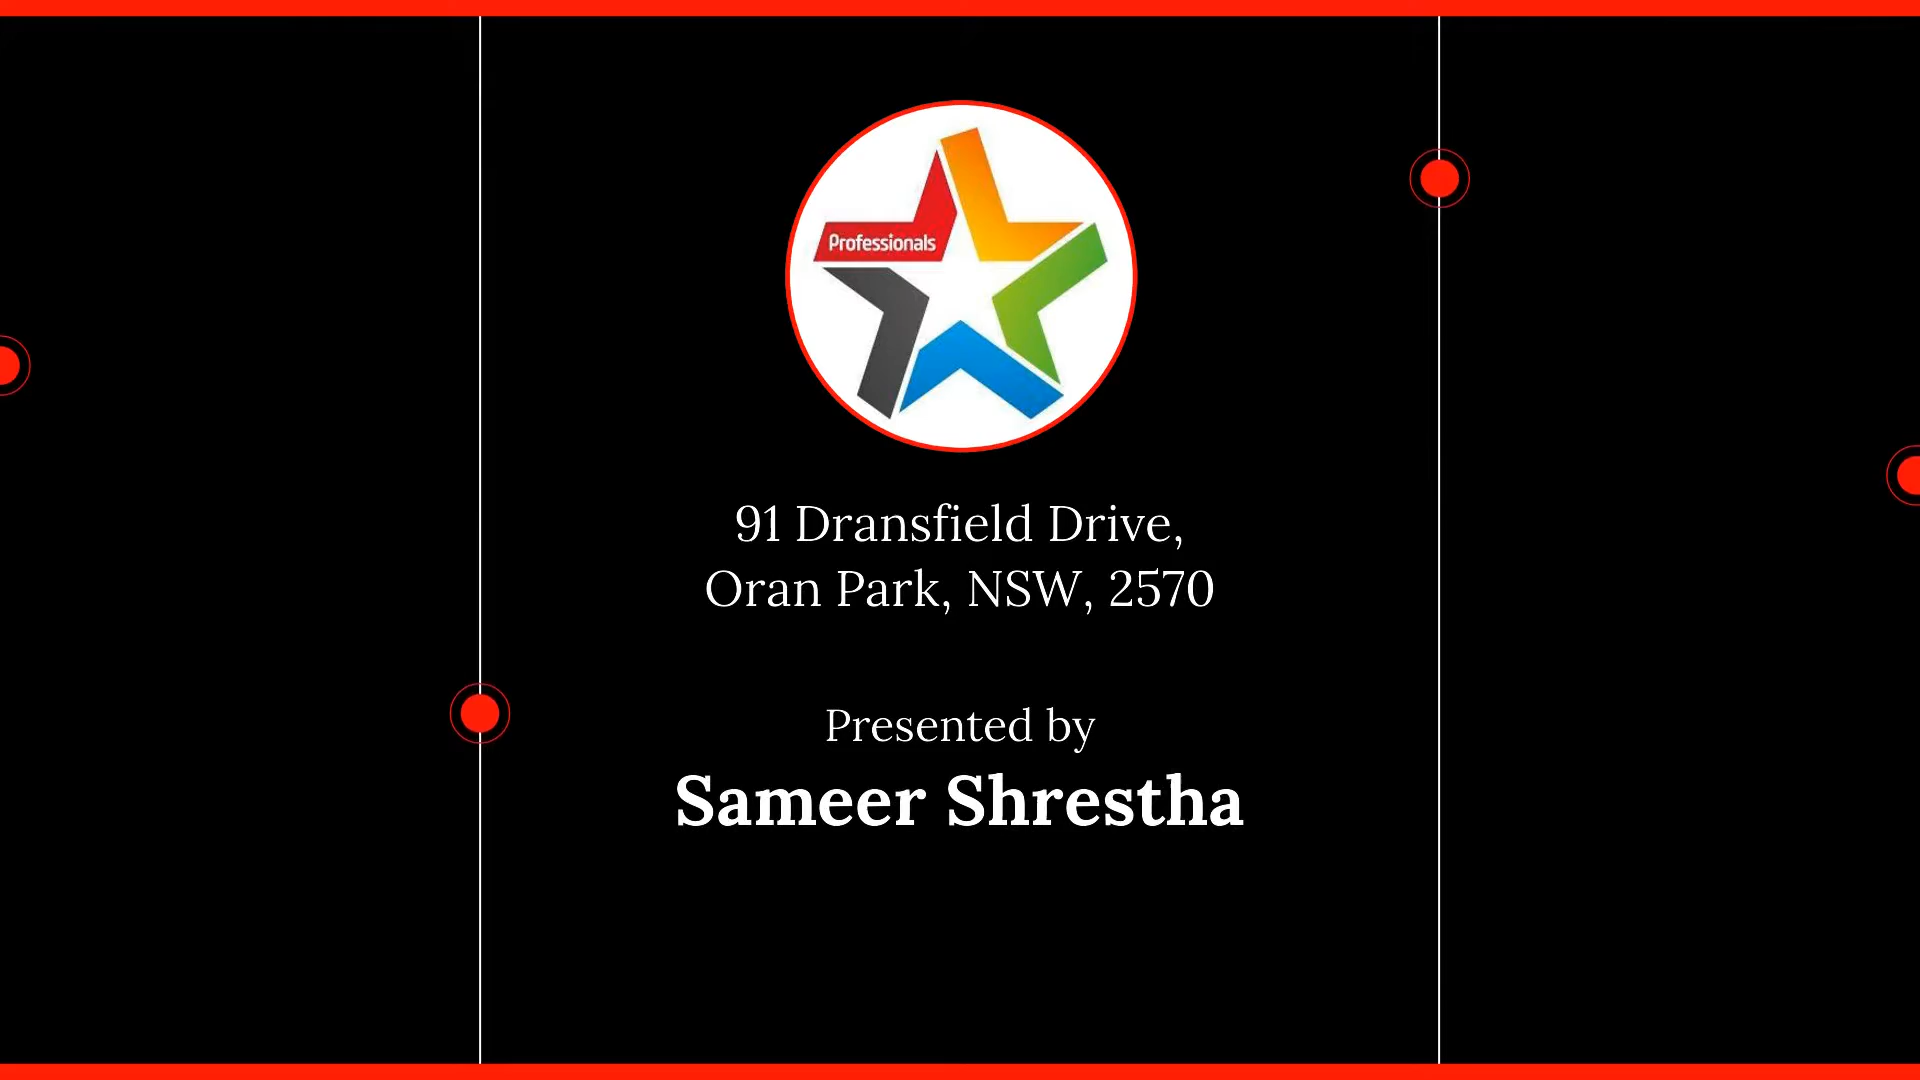 Professionals
91 Dransfield Drive,
Oran Park, NSW, 2570
Presented by
Sameer Shrestha